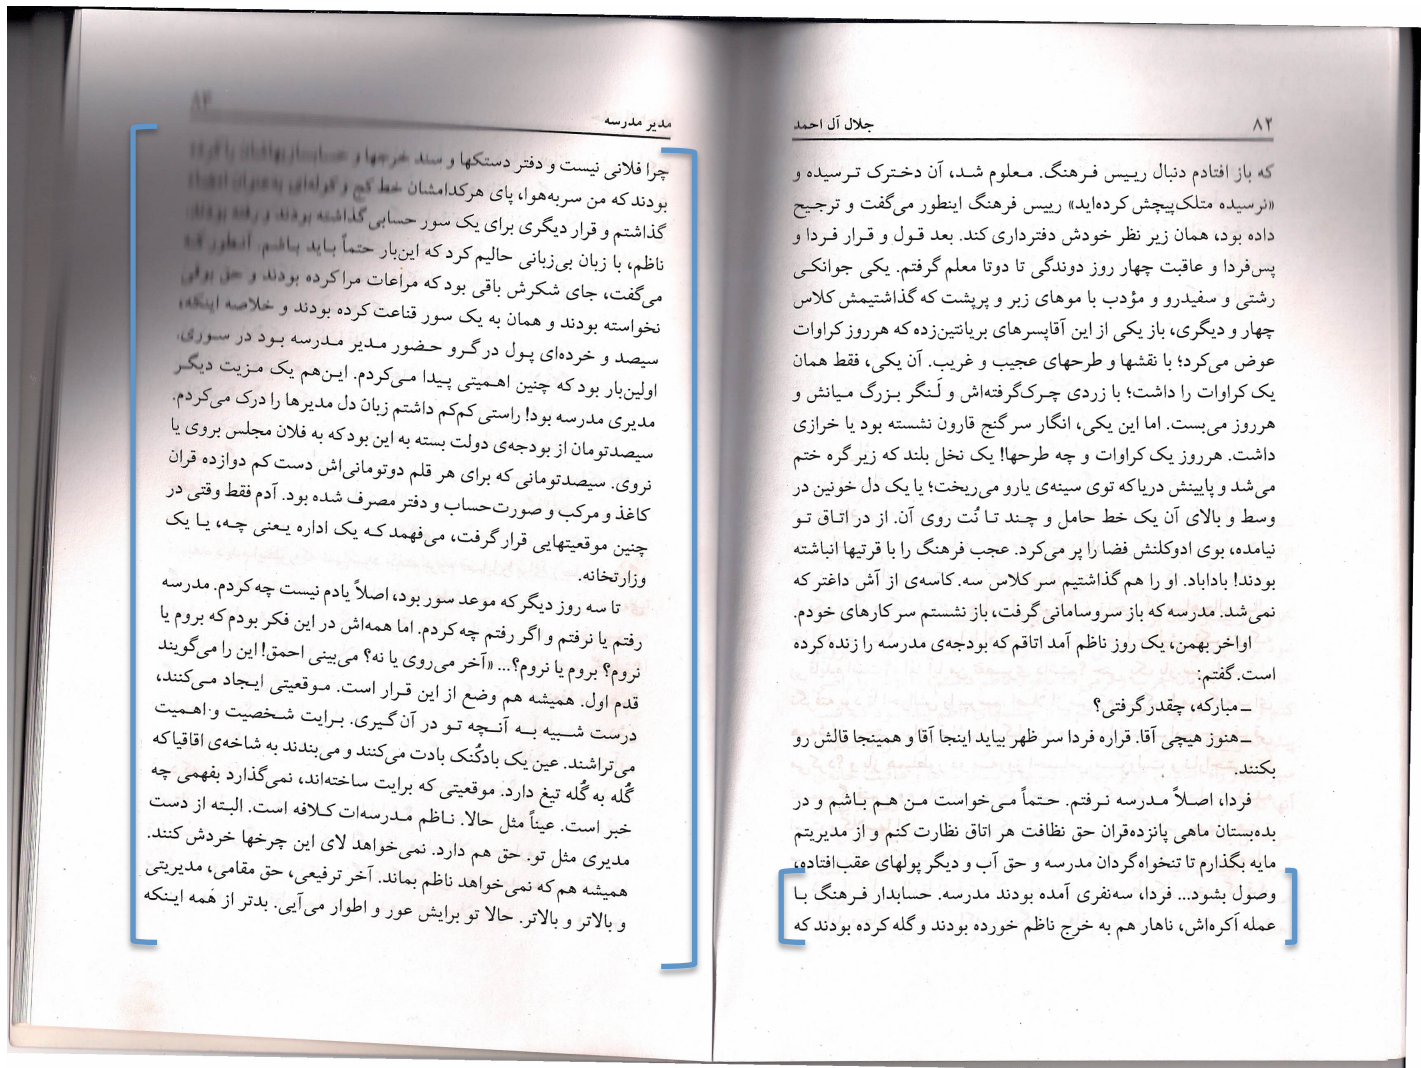 ۸۲
جلال آل احمد
که باز افتادم دنبال رییس فرهنگ. معلوم شد، آن دخترک ترسیده و
«نرسیده متلک‌پیچش کرده‌اید» رییس فرهنگ اینطور می‌گفت و ترجیح
داده بود، همان زیر نظر خودش دفترداری کند. بعد قول و قرار فردا و
پس‌فردا و عاقبت چهار روز دوندگی تا دوتا معلم گرفتم. یکی جوانکی
رشتی و سفیدرو و مؤدب با موهای زبر و پرپشت که گذاشتیمش کلاس
چهار و دیگری، باز یکی از این آقاپسرهای بریانتین‌زده که هرروز کراوات
عوض می‌کرد؛ با نقشها و طرحهای عجیب و غریب. آن یکی، فقط همان
یک کراوات را داشت؛ با زردی چرک‌گرفته‌اش و لَنگر بزرگ میانش و
هرروز می‌بست. اما این یکی، انگار سر گنج قارون نشسته بود یا خرازی
داشت. هرروز یک کراوات و چه طرحها! یک نخل بلند که زیر گره ختم
می‌شد و پایینش دریا که توی سینه‌ی یارو می‌ریخت؛ یا یک دل خونین در
وسط و بالای آن یک خط حامل و چند تا نُت روی آن. از در اتاق تو
نیامده، بوی ادوکلنش فضا را پر می‌کرد. عجب فرهنگ را با قرتیها انباشته
بودند! باداباد. او را هم گذاشتیم سر کلاس سه. کاسه‌ی از آش داغتر که
نمی‌شد. مدرسه که باز سروسامانی گرفت، باز نشستم سر کارهای خودم.
اواخر بهمن، یک روز ناظم آمد اتاقم که بودجه‌ی مدرسه را زنده کرده
است. گفتم:
ــ مبارکه، چقدر گرفتی؟
ــ هنوز هیچی آقا. قراره فردا سر ظهر بیاید اینجا آقا و همینجا قالش رو
بکنند.
فردا، اصلاً مدرسه نرفتم. حتماً می‌خواست من هم باشم و در
بده‌بستان ماهی پانزده‌قران حق نظافت هر اتاق نظارت کنم و از مدیریتم
مایه بگذارم تا تنخواه‌گردان مدرسه و حق آب و دیگر پولهای عقب‌افتاده،
وصول بشود... فردا، سه‌نفری آمده بودند مدرسه. حسابدار فرهنگ با
عمله اَکره‌اش، ناهار هم به خرج ناظم خورده بودند و گله کرده بودند که
مدیر مدرسه
۸۳
چرا فلانی نیست و دفتر دستکها و سند خرجها و حساب‌سازیهاشان را کرده
بودند که من سربه‌هوا، پای هرکدامشان خط کج و کوله‌ای به‌عنوان امضاء
گذاشتم و قرار دیگری برای یک سور حسابی گذاشته بودند و رفته بودند.
ناظم، با زبان بی‌زبانی حالیم کرد که این‌بار حتماً باید باشم. آنطور که
می‌گفت، جای شکرش باقی بود که مراعات مرا کرده بودند و حق بوقی
نخواسته بودند و همان به یک سور قناعت کرده بودند و خلاصه اینکه،
سیصد و خرده‌ای پول در گرو حضور مدیر مدرسه بود در سوری.
اولین‌بار بود که چنین اهمیتی پیدا می‌کردم. این‌هم یک مزیت دیگر
مدیری مدرسه بود! راستی کم‌کم داشتم زبان دل مدیرها را درک می‌کردم.
سیصدتومان از بودجه‌ی دولت بسته به این بود که به فلان مجلس بروی یا
نروی. سیصدتومانی که برای هر قلم دوتومانی‌اش دست کم دوازده قران
کاغذ و مرکب و صورت‌حساب و دفتر مصرف شده بود. آدم فقط وقتی در
چنین موقعیتهایی قرار گرفت، می‌فهمد که یک اداره یعنی چه، یا یک
وزارتخانه.
تا سه روز دیگر که موعد سور بود، اصلاً یادم نیست چه کردم. مدرسه
رفتم یا نرفتم و اگر رفتم چه کردم. اما همه‌اش در این فکر بودم که بروم یا
نروم؟ بروم یا نروم؟... «آخر می‌روی یا نه؟ می‌بینی احمق! این را می‌گویند
قدم اول. همیشه هم وضع از این قرار است. موقعیتی ایجاد می‌کنند،
درست شبیه به آنچه تو در آن گیری. برایت شخصیت و اهمیت
می‌تراشند. عین یک بادکُنک بادت می‌کنند و می‌بندند به شاخه‌ی اقاقیا که
گُله به گُله تیغ دارد. موقعیتی که برایت ساخته‌اند، نمی‌گذارد بفهمی چه
خبر است. عیناً مثل حالا. ناظم مدرسه‌ات کلافه است. البته از دست
مدیری مثل تو. حق هم دارد. نمی‌خواهد لای این چرخها خردش کنند.
همیشه هم که نمی‌خواهد ناظم بماند. آخر ترفیعی، حق مقامی، مدیریتی
و بالاتر و بالاتر. حالا تو برایش عور و اطوار می‌آیی. بدتر از همه اینکه